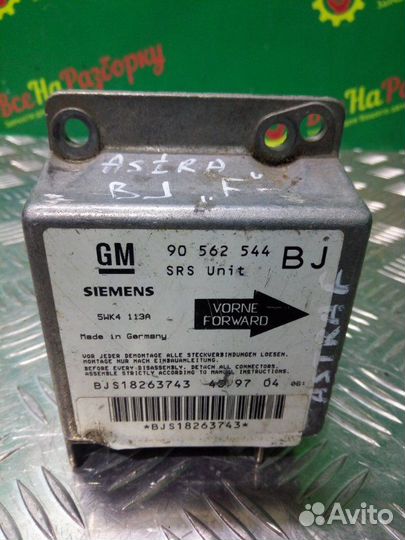 ВсеНаРазборку
НаРа
ASTRA
BJ "F"
GM 90 562 544 BJ
SRS Unit
SIEMENS
5WK4 113A
VORNE
FORWARD
Made in Germany
VOR JEDER DEMONTAGE ALLE STECKVERBINDUNGEN LOESEN.
MONTAGE NUR NACH EINBAUANLEITUNG.
BEFORE EVERY DISASSEMBLY, DETACH ALL CONNECTORS.
ASSEMBLE STRICTLY ACCORDING TO MANUAL INSTRUCTIONS.
BJS18263743 97 04
*BJS18263743*
ASTRA
Avito